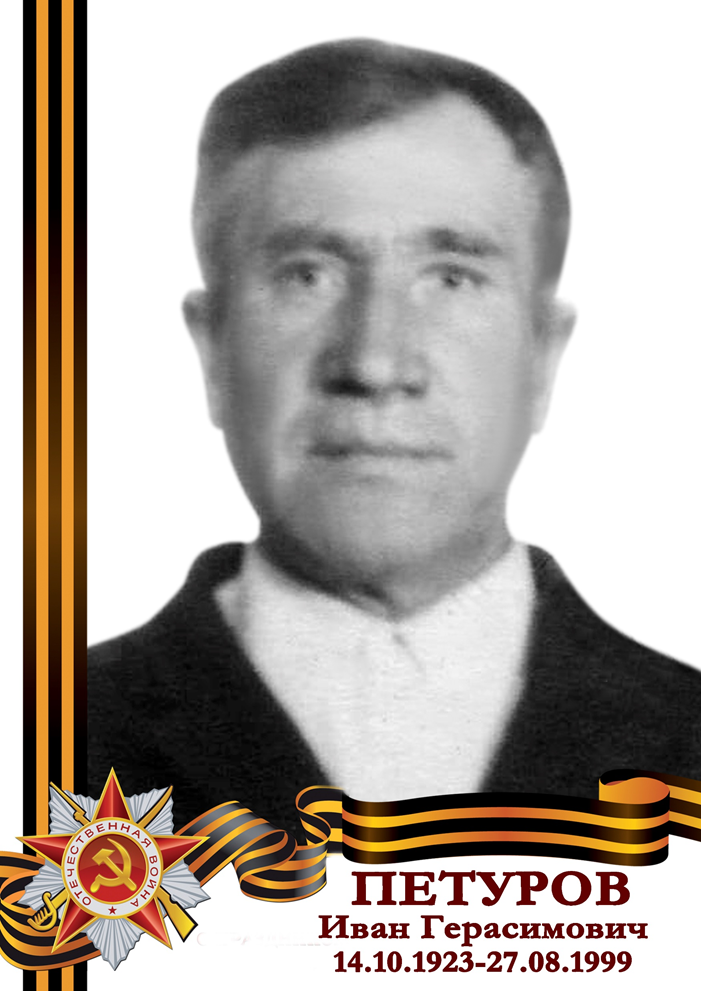 ОТЕЧЕСТВЕННАЯ ВОЙНА
ПЕТУРОВ
Иван Герасимович
14.10.1923-27.08.1999